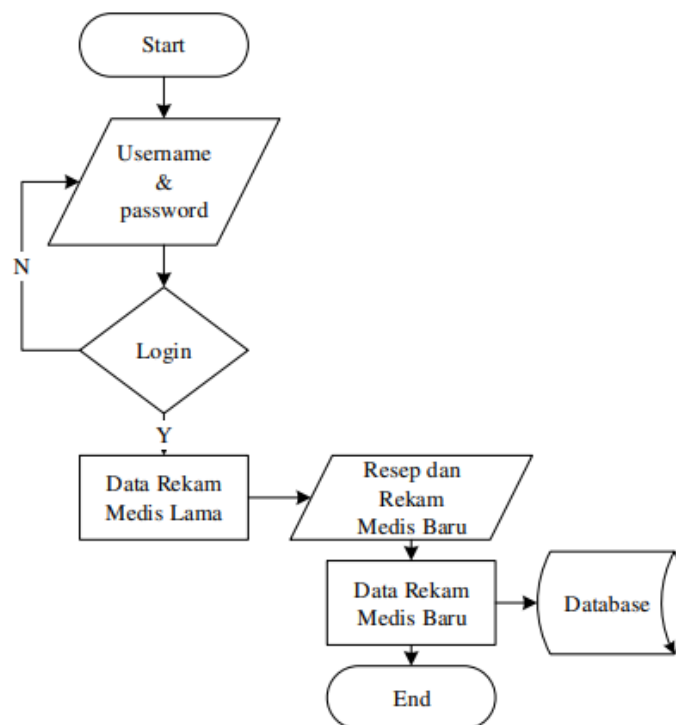 Start
Username
&
password
N
Login
Y
Data Rekam
Medis Lama
Resep dan
Rekam
Medis Baru
Data Rekam
Medis Baru
Database
End